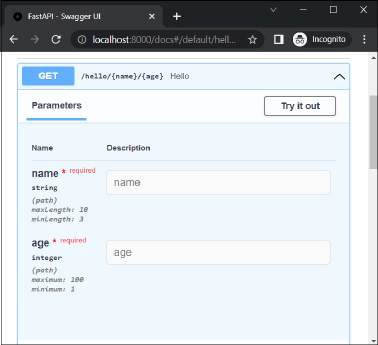 FastAPI - Swagger UI
localhost:8000/docs#/default/hell...
Incognito
GET /hello/{name}/{age} Hello
Parameters
Try it out
Name Description
name * required
string
(path)
maxLength: 10
minLength: 3
name
age * required
integer
(path)
maximum: 100
minimum: 1
age